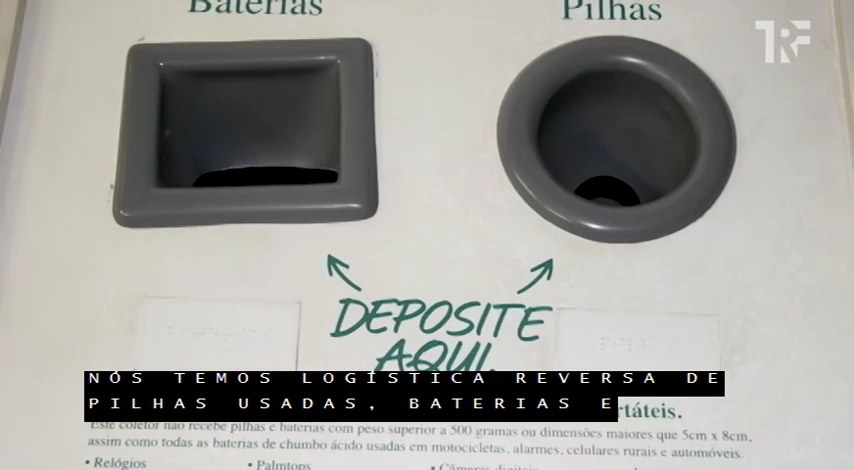 Baterias
Pilhas
TRF
DEPOSITE
AQUI.
NÓS TEMOS LOGÍSTICA REVERSA DE
PILHAS USADAS, BATERIAS E
rtáteis.
Este coletor não recebe pilhas e baterias com peso superior a 500 gramas ou dimensões maiores que 5cm x 8cm,
assim como todas as baterias de chumbo ácido usadas em motocicletas, alarmes, celulares rurais e automóveis.
• Relógios
• Palmtops
• Câmeras digitais